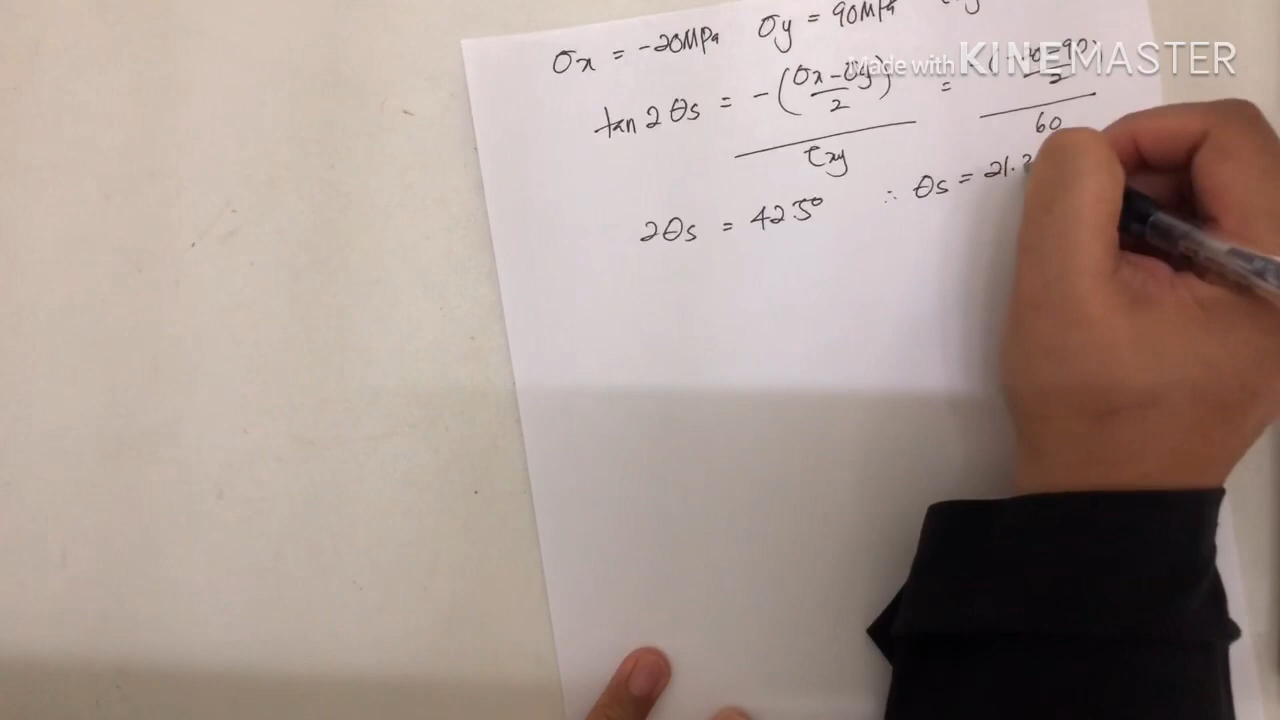 Made with KINEMASTER
σx = -20MPa σy = 90MPa
tan 2θs = -(σx-σy/2)/τxy = /60
2θs = 42.5° ∴ θs = 21.